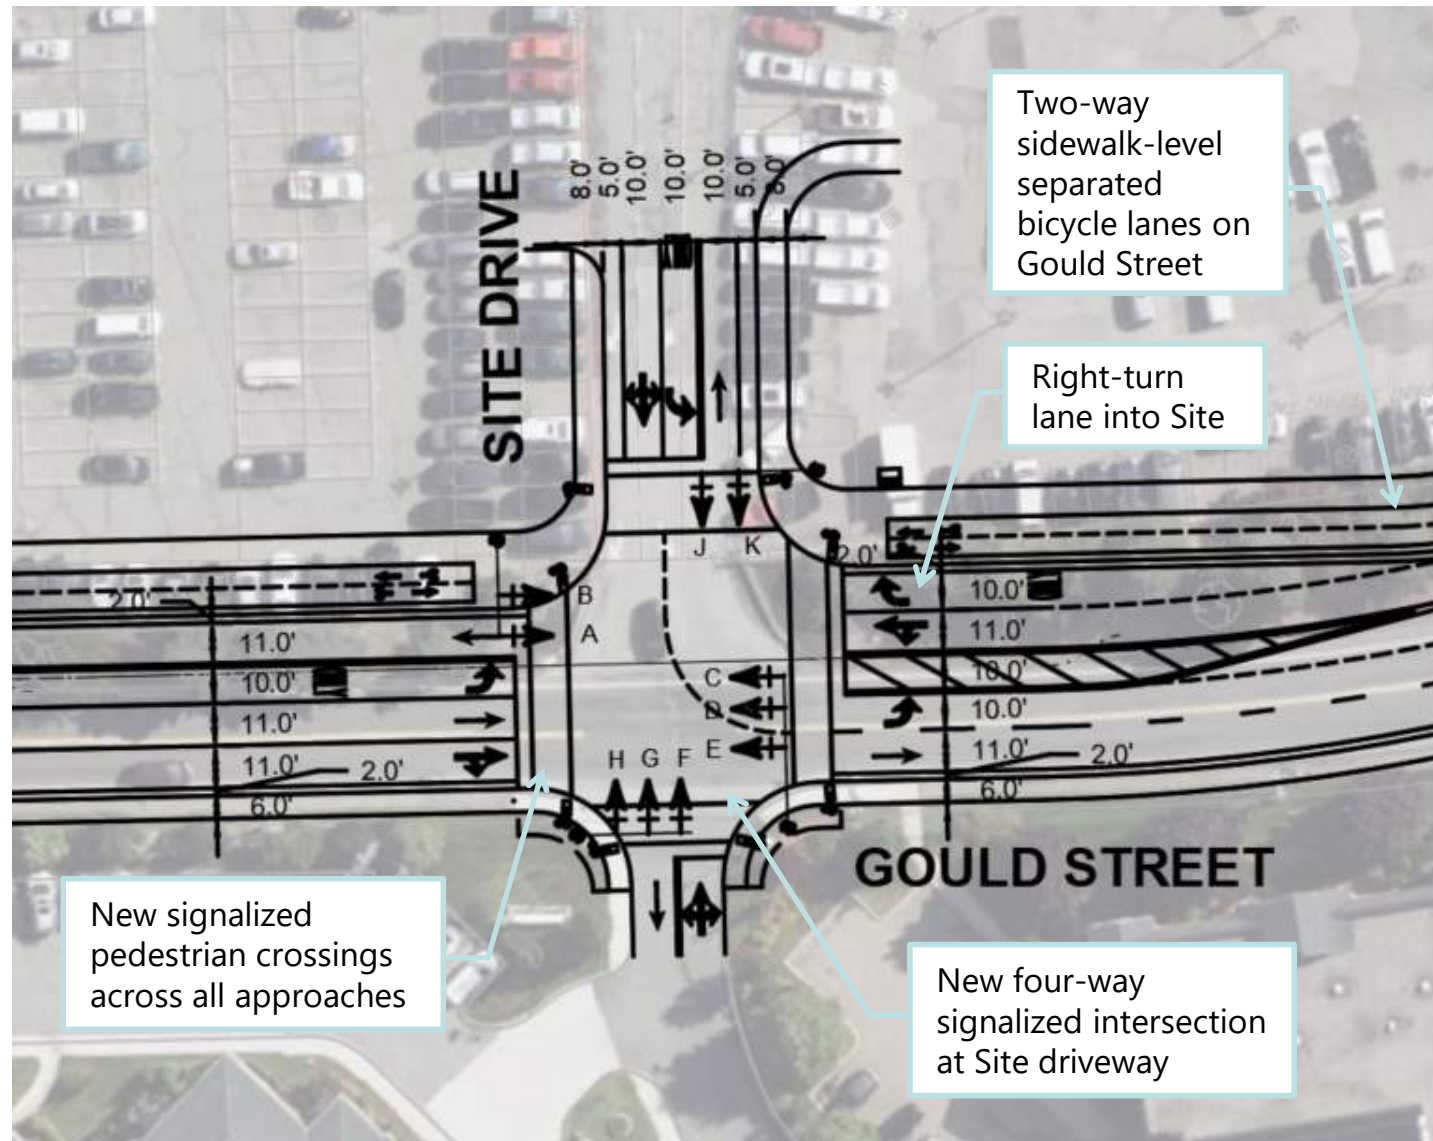 Two-way
sidewalk-level
separated
bicycle lanes on
Gould Street
8.0'
5.0'
10.0'
10.0'
10.0'
5.0'
8.0'
SITE DRIVE
Right-turn
lane into Site
J K
2.0'
10.0'
2.0'
B
11.0'
A
11.0'
C
10.0'
10.0'
D
10.0'
11.0'
E
11.0'
2.0'
H G F
11.0'
2.0'
6.0'
6.0'
GOULD STREET
New signalized
pedestrian crossings
across all approaches
New four-way
signalized intersection
at Site driveway